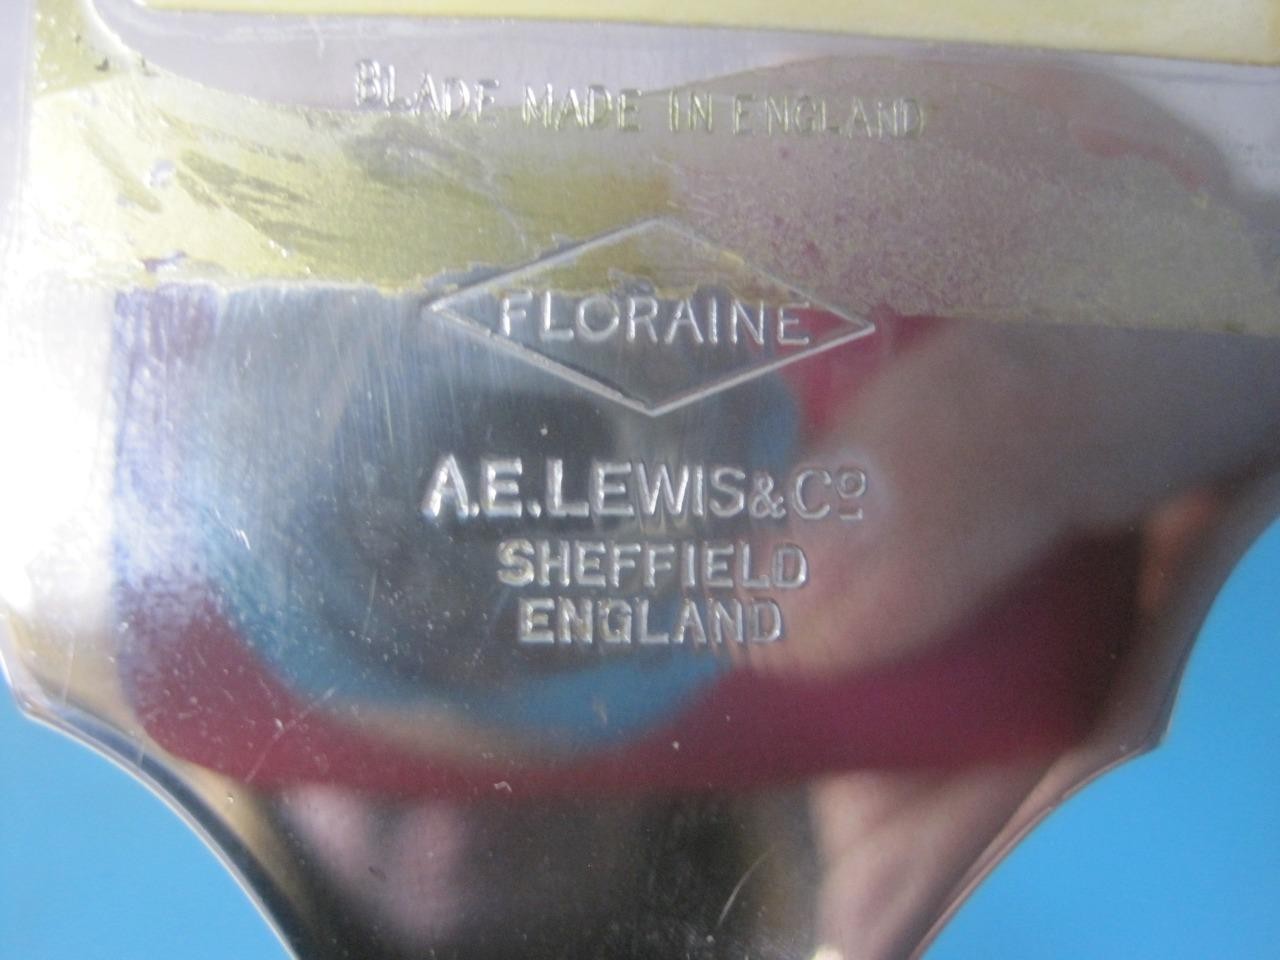 BLADE MADE IN ENGLAND
FLORAINE
A.E.LEWIS&Cº
SHEFFIELD
ENGLAND